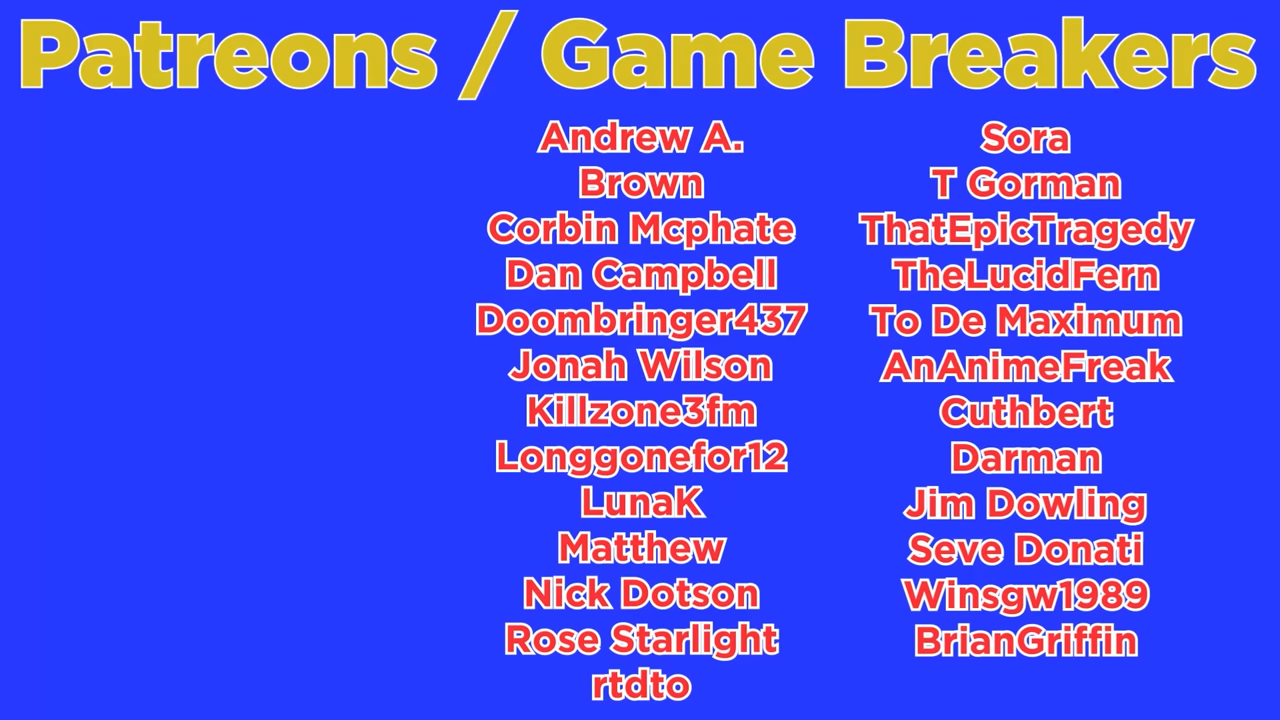 Patreons / Game Breakers
Andrew A.
Brown
Corbin Mcphate
Dan Campbell
Doombringer437
Jonah Wilson
Killzone3fm
Longgonefor12
LunaK
Matthew
Nick Dotson
Rose Starlight
rtdto
Sora
T Gorman
ThatEpicTragedy
TheLucidFern
To De Maximum
AnAnimeFreak
Cuthbert
Darman
Jim Dowling
Seve Donati
Winsgw1989
BrianGriffin